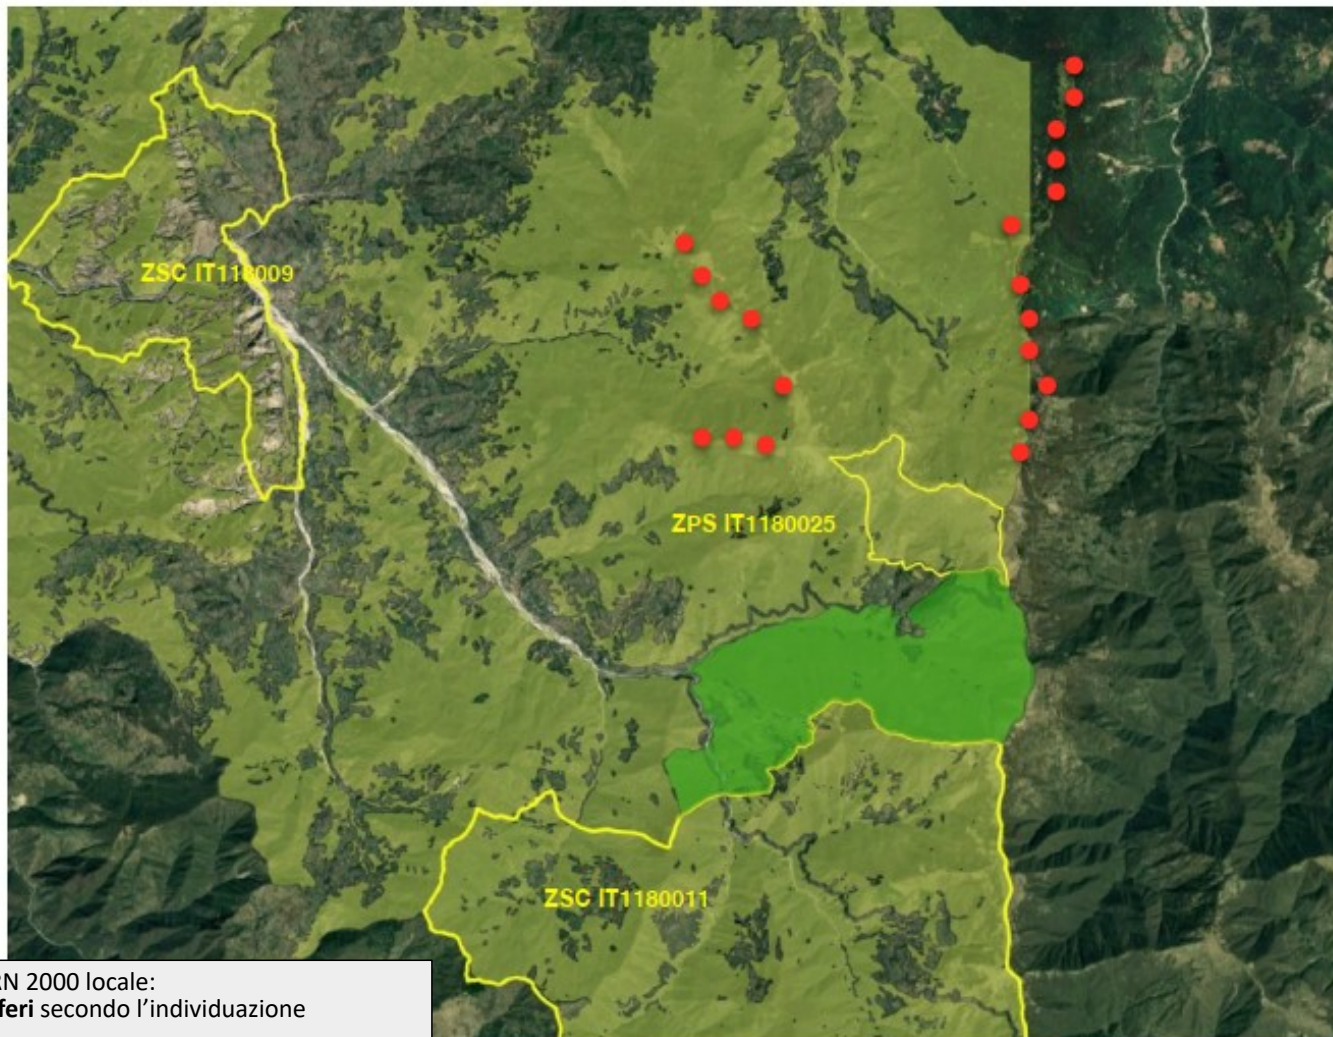 ZSC IT118009
ZPS IT1180025
ZSC IT1180011
RN 2000 locale:
feri secondo l'individuazione